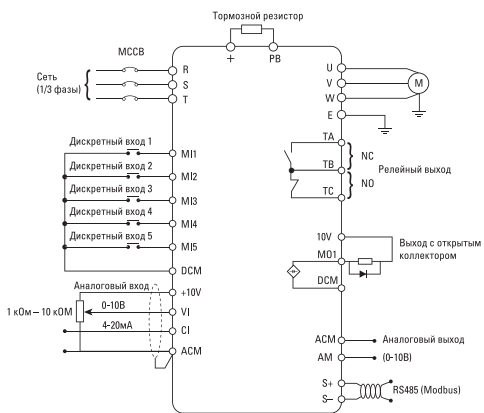 Тормозной резистор
+ PB
MCCB
Сеть
(1/3 фазы)
R
S
T
U
V
W
M
E
Дискретный вход 1
MI1
Дискретный вход 2
MI2
Дискретный вход 3
MI3
Дискретный вход 4
MI4
Дискретный вход 5
MI5
DCM
TA
TB
TC
NC
NO
Релейный выход
10V
MO1
DCM
Выход с открытым
коллектором
Аналоговый вход
+10V
1 кОм – 10 кОМ
0-10В
VI
4-20мА
CI
ACM
ACM
Аналоговый выход
AM
(0-10В)
S+
S–
RS485 (Modbus)